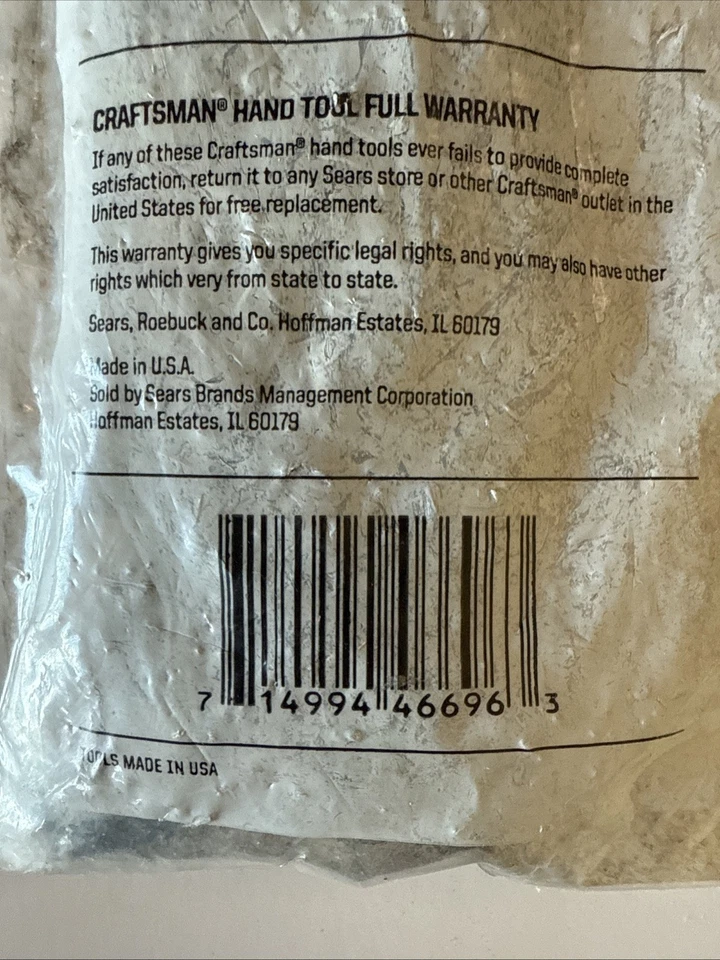 CRAFTSMAN® HAND TOOL FULL WARRANTY
If any of these Craftsman® hand tools ever fails to provide complete
satisfaction, return it to any Sears store or other Craftsman® outlet in the
United States for free replacement.
This warranty gives you specific legal rights, and you may also have other
rights which very from state to state.
Sears, Roebuck and Co. Hoffman Estates, IL 60179
Made in U.S.A.
Sold by Sears Brands Management Corporation
Hoffman Estates, IL 60179
7 14994 46696 3
TOOLS MADE IN USA